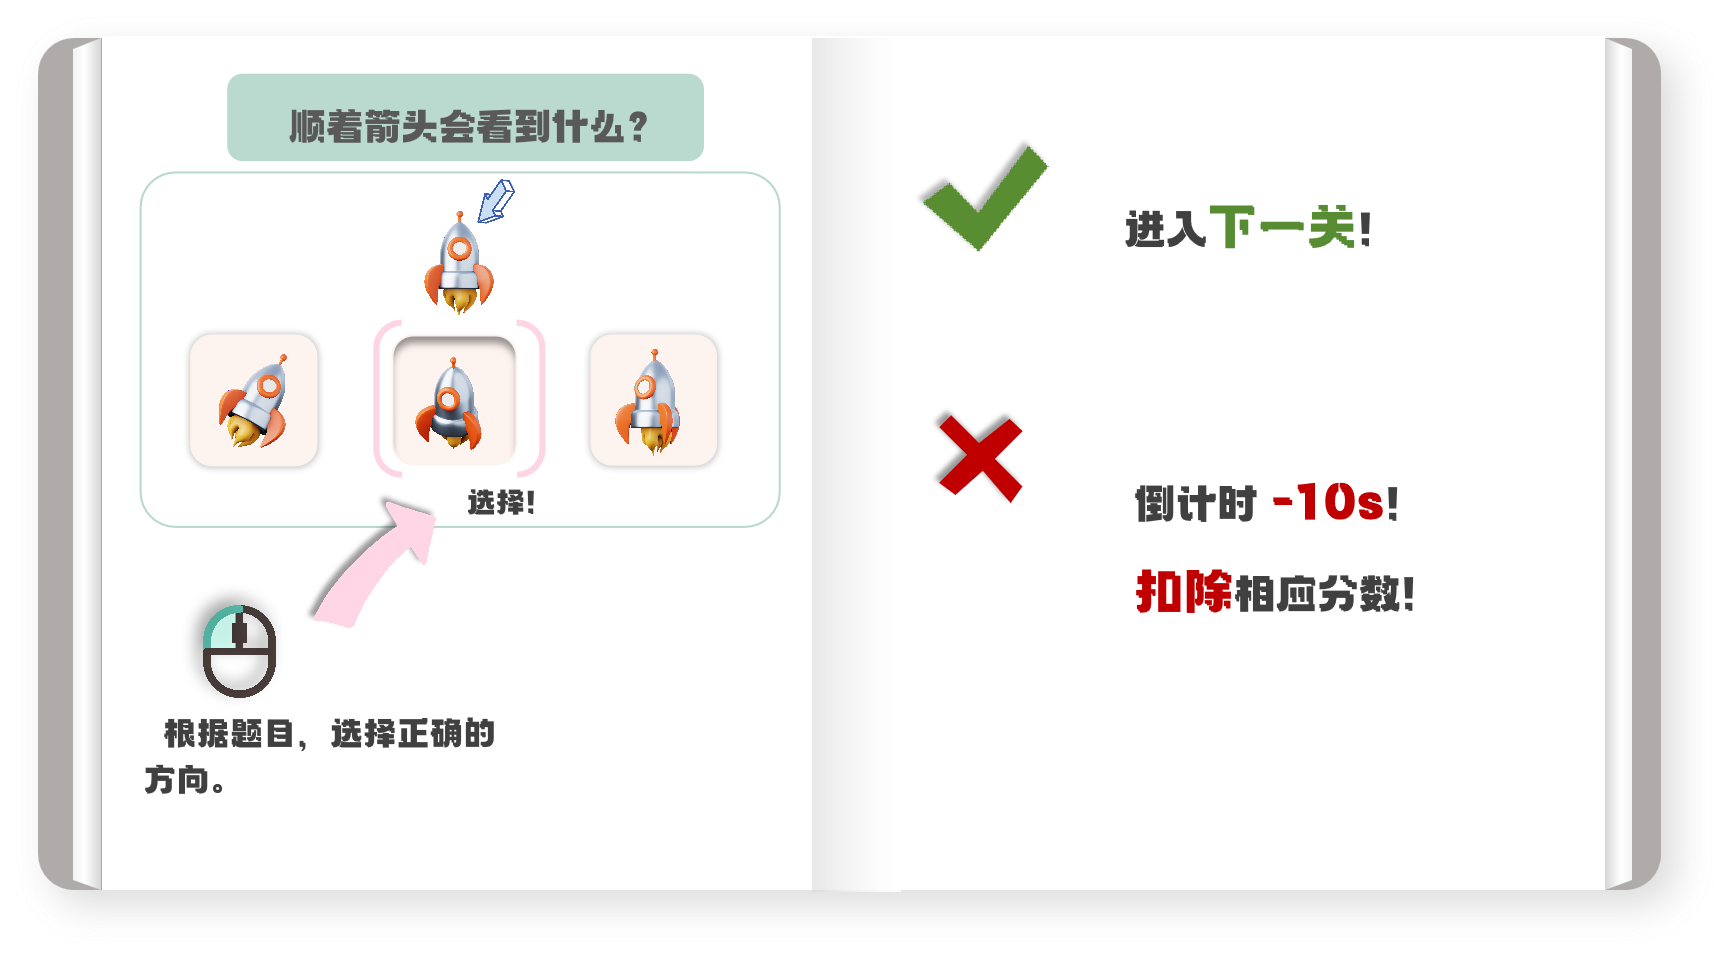 顺着箭头会看到什么？
选择！
根据题目，选择正确的
方向。
进入下一关！
倒计时 -10s！
扣除相应分数！